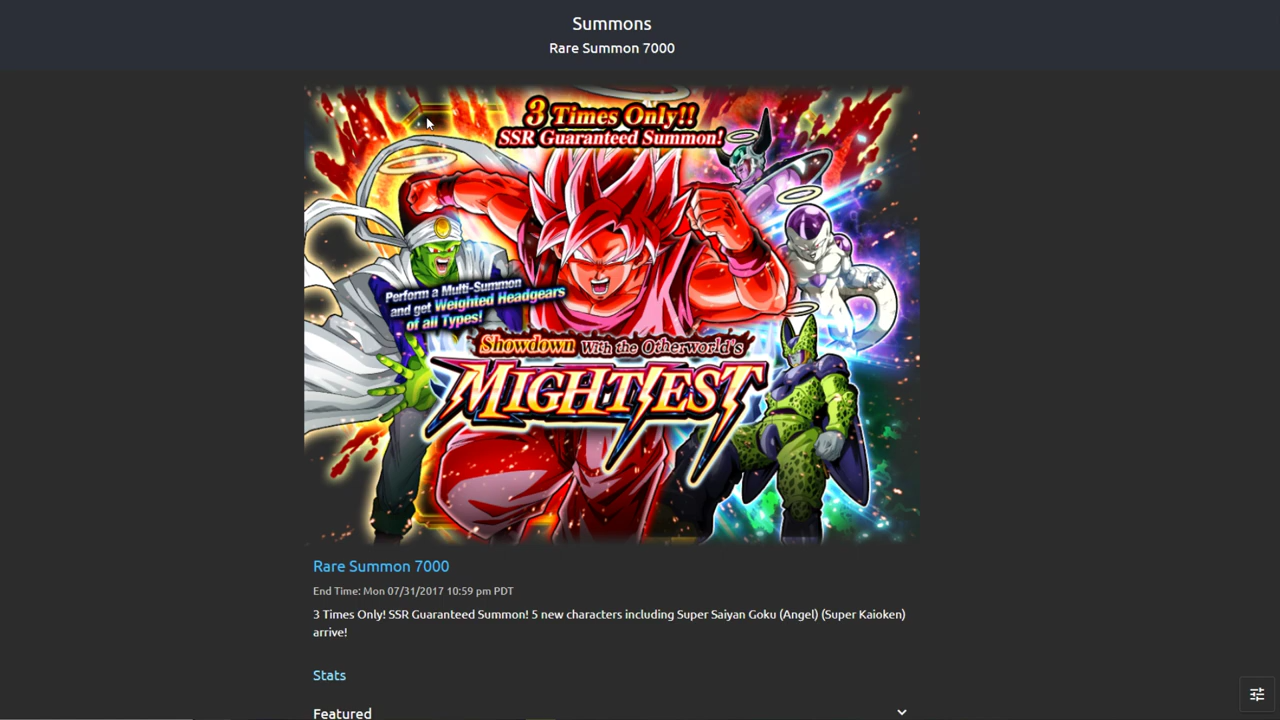 Summons
Rare Summon 7000
3 Times Only!!
SSR Guaranteed Summon!
Perform a Multi-Summon
and get Weighted Headgears
of all Types!
Showdown With the Otherworld's
MIGHTIEST
Rare Summon 7000
End Time: Mon 07/31/2017 10:59 pm PDT
3 Times Only! SSR Guaranteed Summon! 5 new characters including Super Saiyan Goku (Angel) (Super Kaioken)
arrive!
Stats
Featured